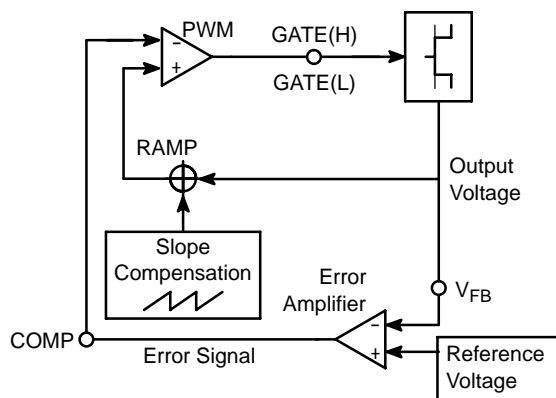 PWM
−
+
GATE(H)
GATE(L)
RAMP
Output
Voltage
Slope
Compensation
Error
Amplifier
VFB
−
+
COMP
Error Signal
Reference
Voltage